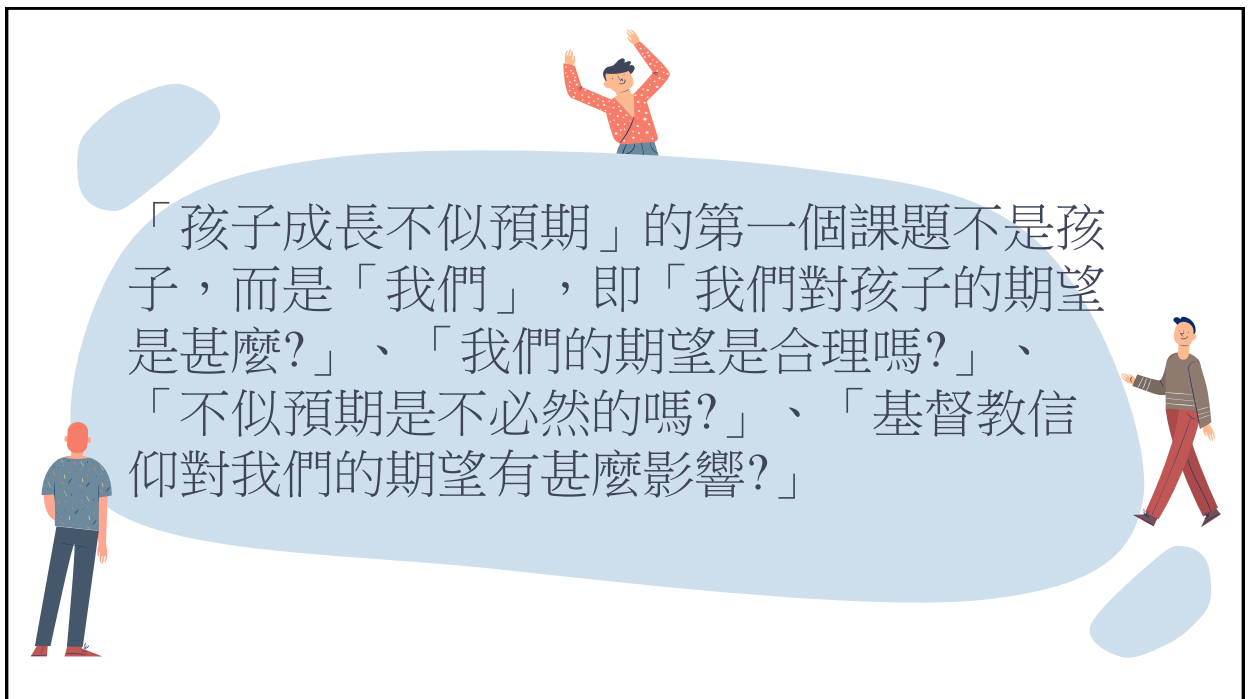 「孩子成長不似預期」的第一個課題不是孩
子，而是「我們」，即「我們對孩子的期望
是甚麼?」、「我們的期望是合理嗎?」、
「不似預期是不必然的嗎?」、「基督教信
仰對我們的期望有甚麼影響?」